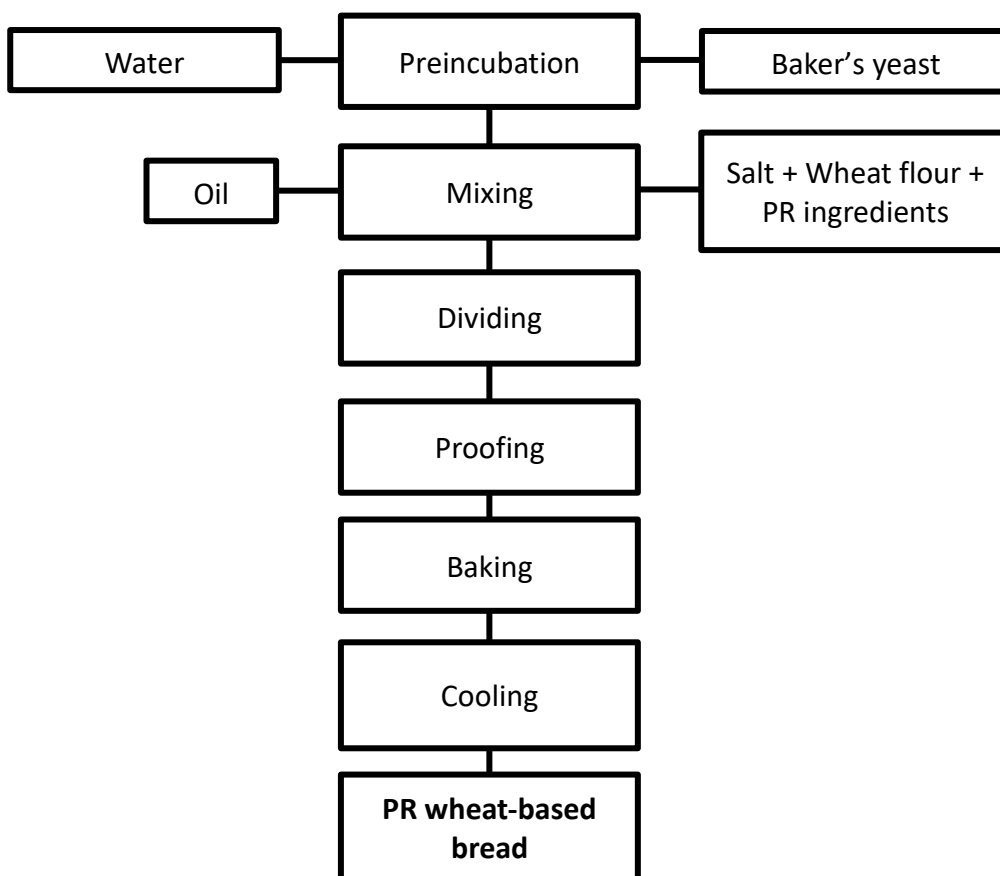 Water
Preincubation
Baker’s yeast
Oil
Mixing
Salt + Wheat flour +
PR ingredients
Dividing
Proofing
Baking
Cooling
PR wheat-based
bread